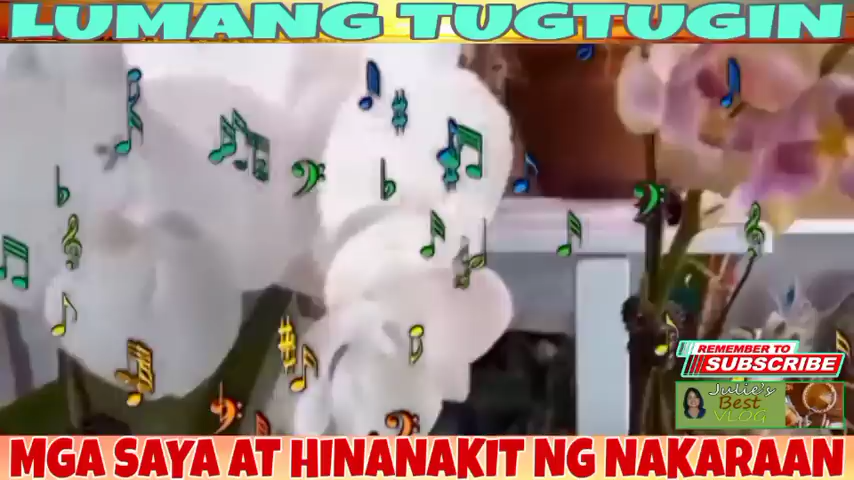 LUMANG TUGTUGIN
REMEMBER TO
SUBSCRIBE
Julie's
Best
VLOG
MGA SAYA AT HINANAKIT NG NAKARAAN